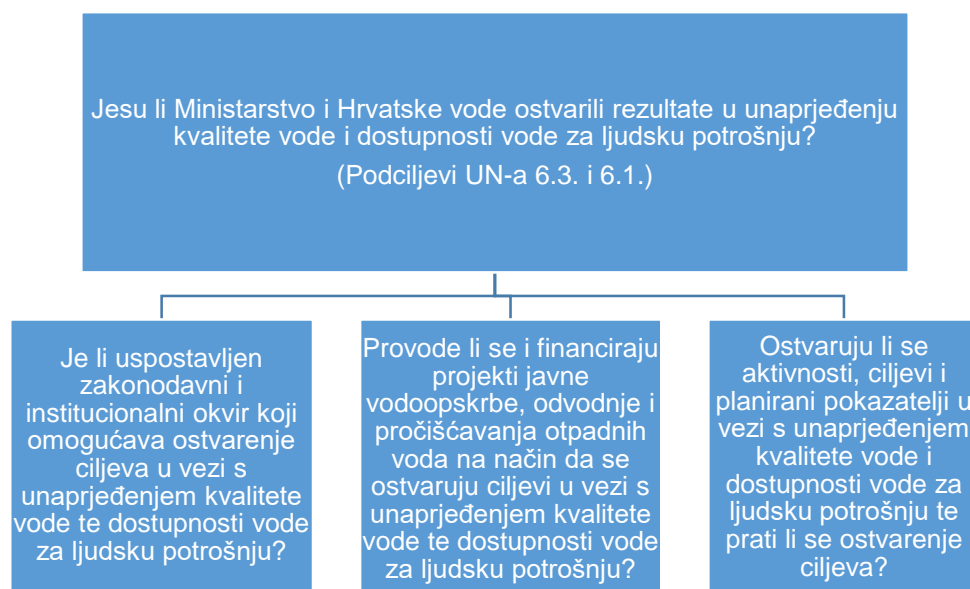 Jesu li Ministarstvo i Hrvatske vode ostvarili rezultate u unaprjeđenju
kvalitete vode i dostupnosti vode za ljudsku potrošnju?
(Podciljevi UN-a 6.3. i 6.1.)
Je li uspostavljen
zakonodavni i
institucionalni okvir koji
omogućava ostvarenje
ciljeva u vezi s
unaprjeđenjem kvalitete
vode te dostupnosti vode
za ljudsku potrošnju?
Provode li se i financiraju
projekti javne
vodoopskrbe, odvodnje i
pročišćavanja otpadnih
voda na način da se
ostvaruju ciljevi u vezi s
unaprjeđenjem kvalitete
vode te dostupnosti vode
za ljudsku potrošnju?
Ostvaruju li se
aktivnosti, ciljevi i
planirani pokazatelji u
vezi s unaprjeđenjem
kvalitete vode i
dostupnosti vode za
ljudsku potrošnju te
prati li se ostvarenje
ciljeva?